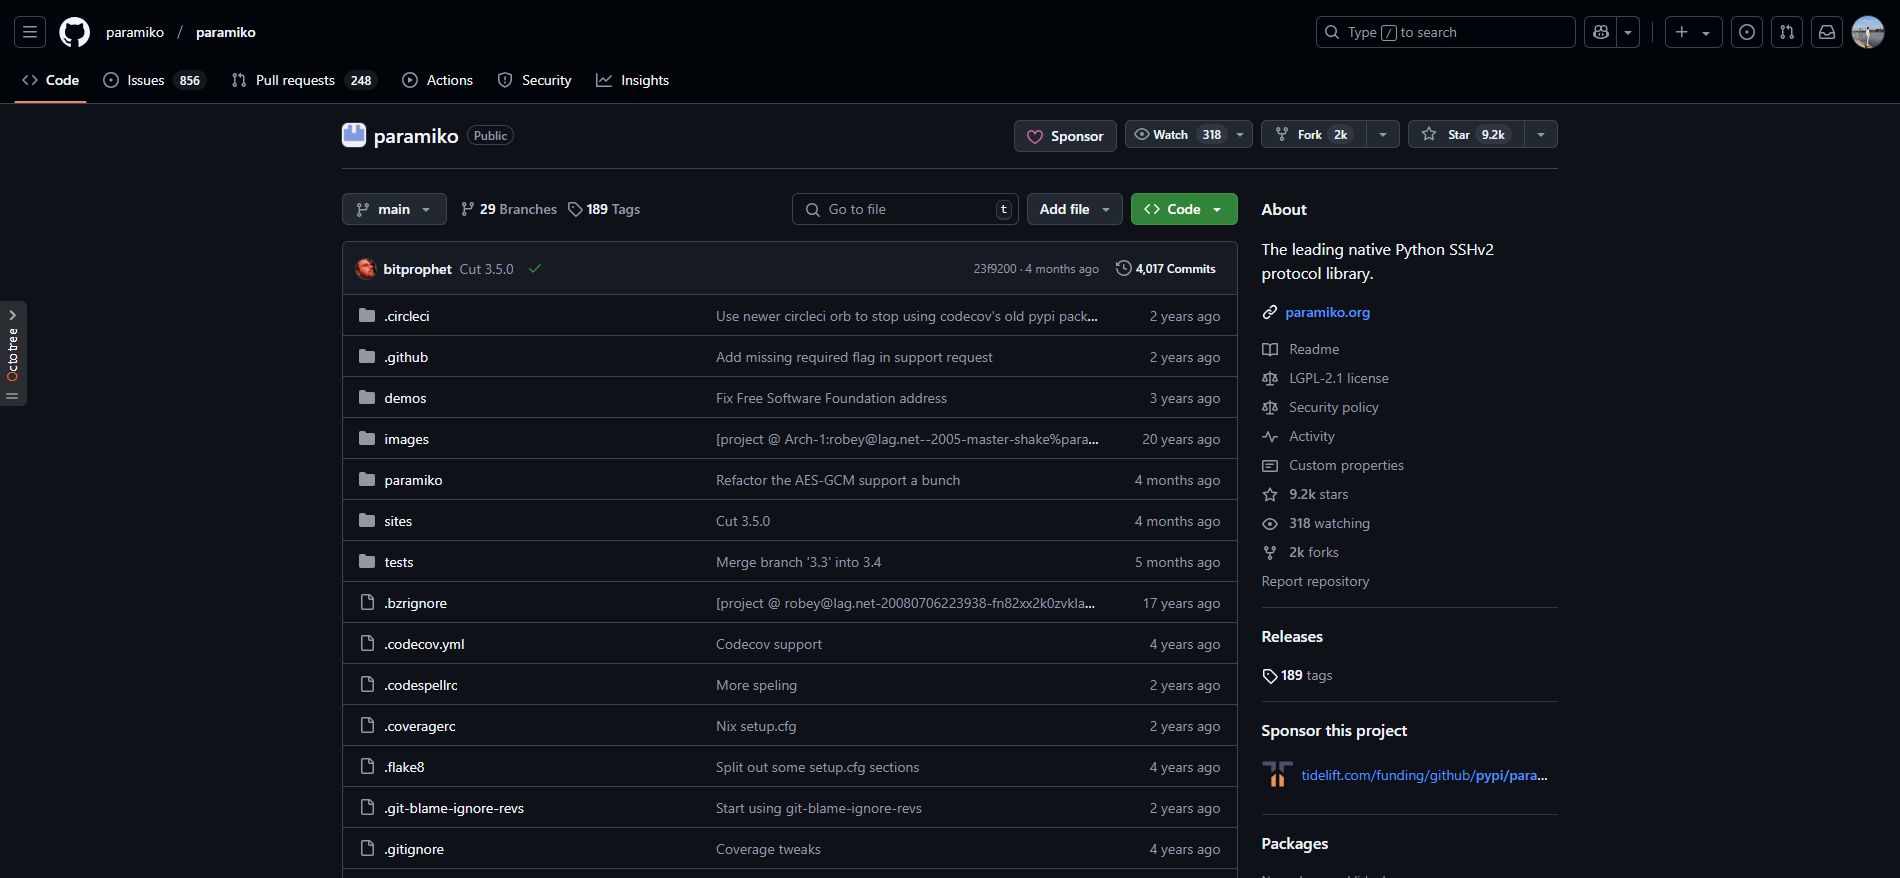 paramiko / paramiko
Type / to search
Code
Issues 856
Pull requests 248
Actions
Security
Insights
paramiko Public
Sponsor
Watch 318
Fork 2k
Star 9.2k
main
29 Branches
189 Tags
Go to file t
Add file
Code
bitprophet Cut 3.5.0
23f9200 · 4 months ago
4,017 Commits
.circleci Use newer circleci orb to stop using codecov's old pypi pack... 2 years ago
.github Add missing required flag in support request 2 years ago
demos Fix Free Software Foundation address 3 years ago
images [project @ Arch-1:robey@lag.net--2005-master-shake%para... 20 years ago
paramiko Refactor the AES-GCM support a bunch 4 months ago
sites Cut 3.5.0 4 months ago
tests Merge branch '3.3' into 3.4 5 months ago
.bzrignore [project @ robey@lag.net-20080706223938-fn82xx2k0zvkla... 17 years ago
.codecov.yml Codecov support 4 years ago
.codespellrc More speling 2 years ago
.coveragerc Nix setup.cfg 2 years ago
.flake8 Split out some setup.cfg sections 4 years ago
.git-blame-ignore-revs Start using git-blame-ignore-revs 2 years ago
.gitignore Coverage tweaks 4 years ago
Octotree
About
The leading native Python SSHv2
protocol library.
paramiko.org
Readme
LGPL-2.1 license
Security policy
Activity
Custom properties
9.2k stars
318 watching
2k forks
Report repository
Releases
189 tags
Sponsor this project
tidelift.com/funding/github/pypi/para...
Packages